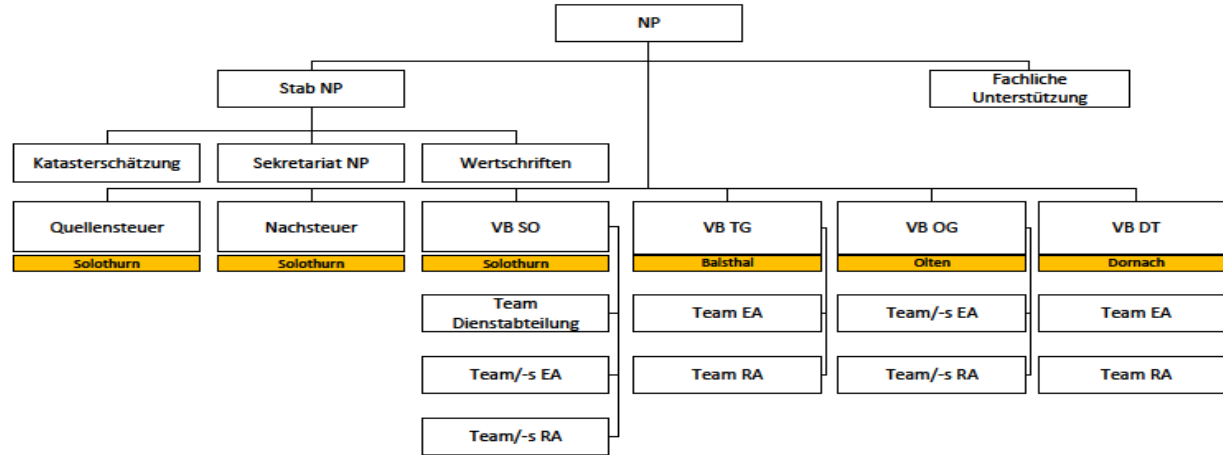 NP
Stab NP
Fachliche
Unterstützung
Katasterschätzung
Sekretariat NP
Wertschriften
Quellensteuer
Nachsteuer
VB SO
VB TG
VB OG
VB DT
Solothurn
Solothurn
Solothurn
Balsthal
Olten
Dornach
Team
Dienstabteilung
Team EA
Team/-s EA
Team EA
Team/-s EA
Team RA
Team/-s RA
Team RA
Team/-s RA